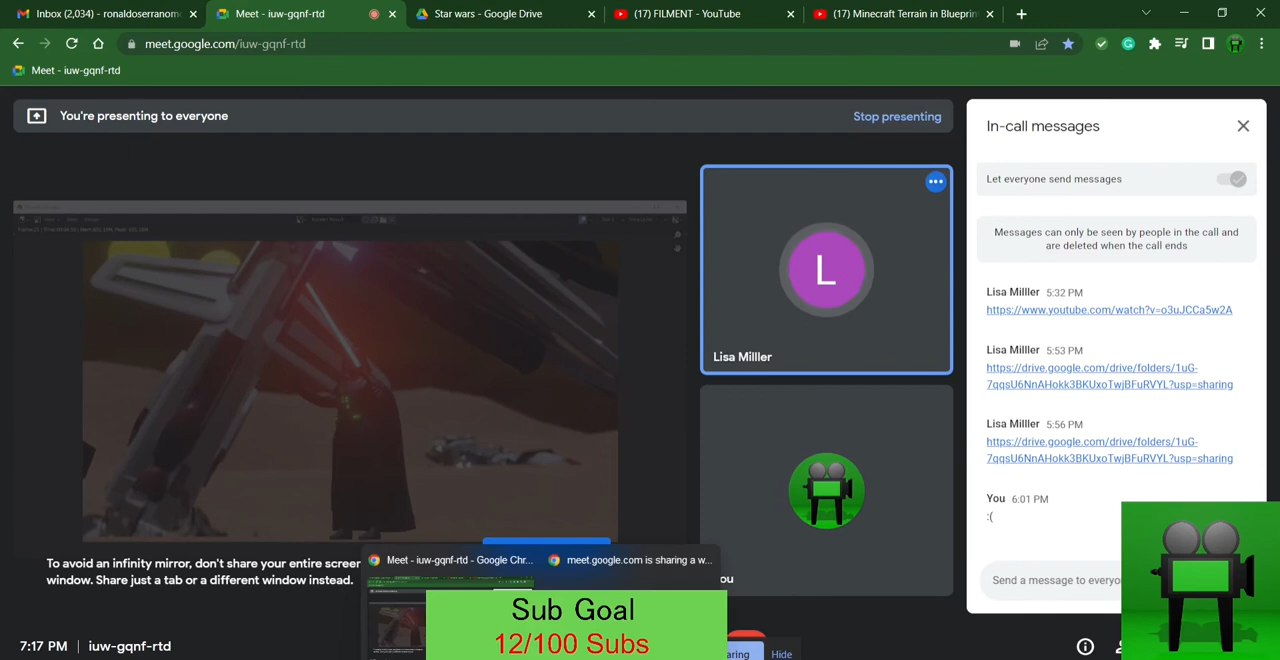 Inbox (2,034) - ronaldoserranom
Meet - iuw-gqnf-rtd
Star wars - Google Drive
(17) FILMENT - YouTube
(17) Minecraft Terrain in Blueprin
meet.google.com/iuw-gqnf-rtd
Meet - iuw-gqnf-rtd
You're presenting to everyone
Stop presenting
In-call messages
Let everyone send messages
Messages can only be seen by people in the call and
are deleted when the call ends
Lisa Milller 5:32 PM
https://www.youtube.com/watch?v=o3uJCCa5w2A
Lisa Milller 5:53 PM
https://drive.google.com/drive/folders/1uG-
7qqsU6NnAHokk3BKUxoTwjBFuRVYL?usp=sharing
Lisa Milller 5:56 PM
https://drive.google.com/drive/folders/1uG-
7qqsU6NnAHokk3BKUxoTwjBFuRVYL?usp=sharing
You 6:01 PM
:(
Send a message to everyo
L
Lisa Milller
To avoid an infinity mirror, don't share your entire screen
window. Share just a tab or a different window instead.
Meet - iuw-gqnf-rtd - Google Chr...
meet.google.com is sharing a w...
ou
Sub Goal
12/100 Subs
aring
Hide
7:17 PM | iuw-gqnf-rtd